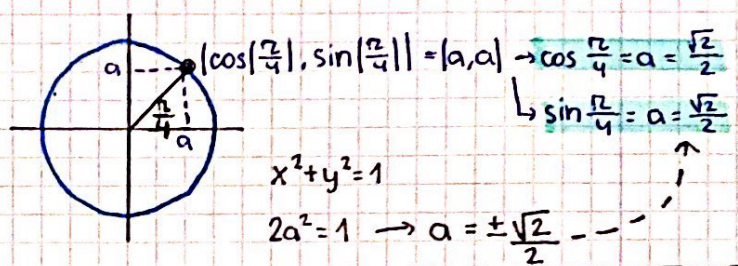 a (cos(π/4), sin(π/4)) = (a,a) → cos π/4 = a = √2/2
π/4 a ↳ sin π/4 = a = √2/2
x²+y²=1
2a²=1 → a = ±√2/2